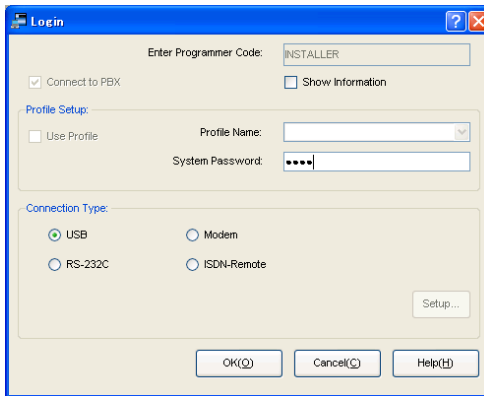 Login
Enter Programmer Code: INSTALLER
Connect to PBX Show Information
Profile Setup:
Use Profile Profile Name:
System Password: ••••
Connection Type:
USB Modem
RS-232C ISDN-Remote
Setup...
OK(O) Cancel(C) Help(H)